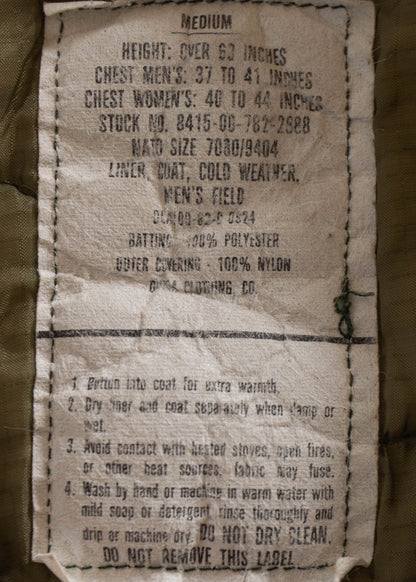 MEDIUM
HEIGHT: OVER 63 INCHES
CHEST MEN'S: 37 TO 41 INCHES
CHEST WOMEN'S: 40 TO 44 INCHES
STOCK NO. 8415-00-782-2888
NATO SIZE 7080/9404
LINER, COAT, COLD WEATHER,
MEN'S FIELD
BATTING - 100% POLYESTER
OUTER COVERING - 100% NYLON
CLOTHING, CO.
1. Button into coat for extra warmth.
2. Dry liner and coat separately when damp or
wet.
3. Avoid contact with heated stoves, open fires,
or other heat sources; fabric may fuse.
4. Wash by hand or machine in warm water with
mild soap or detergent rinse thoroughly and
drip or machine dry. DO NOT DRY CLEAN.
DO NOT REMOVE THIS LABEL